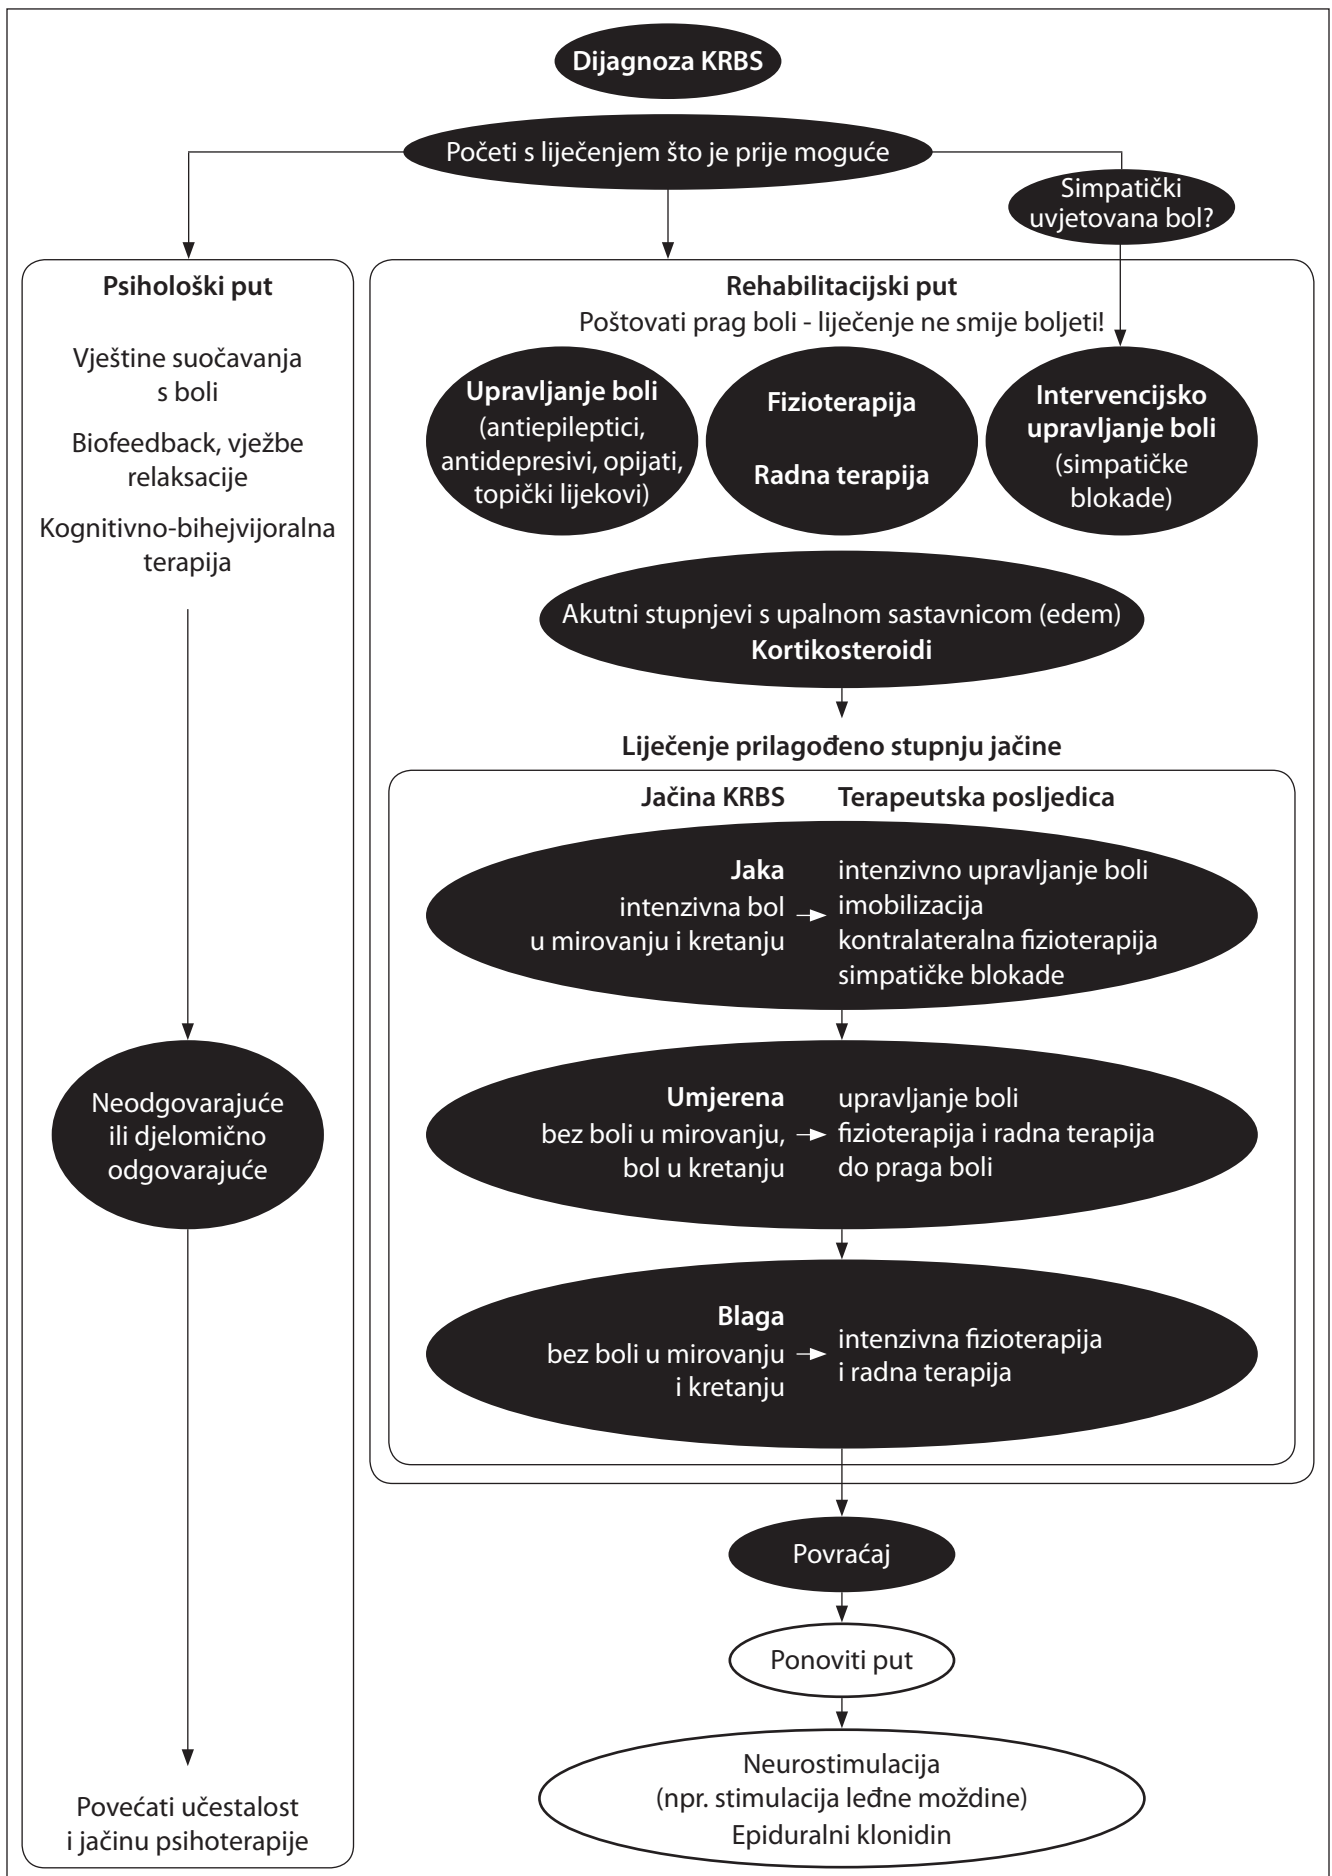 Dijagnoza KRBS
Početi s liječenjem što je prije moguće
Simpatički
uvjetovana bol?
Psihološki put
Vještine suočavanja
s boli
Biofeedback, vježbe
relaksacije
Kognitivno-bihejvijoralna
terapija
Neodgovarajuće
ili djelomično
odgovarajuće
Povećati učestalost
i jačinu psihoterapije
Rehabilitacijski put
Poštovati prag boli - liječenje ne smije boljeti!
Upravljanje boli
(antiepileptici,
antidepresivi, opijati,
topički lijekovi)
Fizioterapija
Radna terapija
Intervencijsko
upravljanje boli
(simpatičke
blokade)
Akutni stupnjevi s upalnom sastavnicom (edem)
Kortikosteroidi
Liječenje prilagođeno stupnju jačine
Jačina KRBS
Terapeutska posljedica
Jaka
intenzivna bol
u mirovanju i kretanju
intenzivno upravljanje boli
imobilizacija
kontralateralna fizioterapija
simpatičke blokade
Umjerena
bez boli u mirovanju,
bol u kretanju
upravljanje boli
fizioterapija i radna terapija
do praga boli
Blaga
bez boli u mirovanju
i kretanju
intenzivna fizioterapija
i radna terapija
Povraćaj
Ponoviti put
Neurostimulacija
(npr. stimulacija leđne moždine)
Epiduralni klonidin